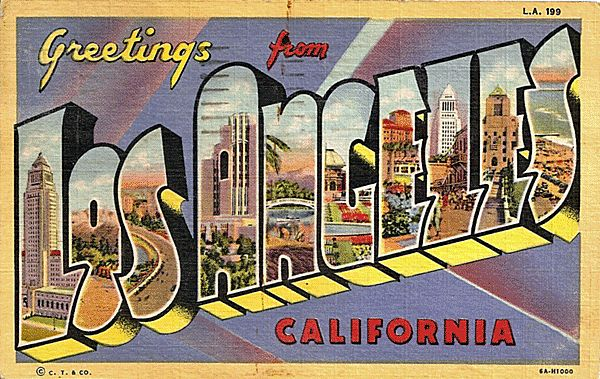 L.A. 199
Greetings from
LOS ANGELES
CALIFORNIA
© C. T. & CO.
6A-H1000